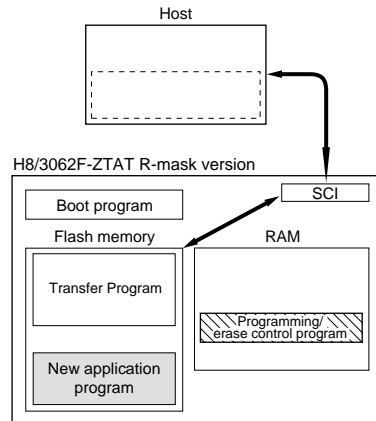 Host
H8/3062F-ZTAT R-mask version
SCI
Boot program
Flash memory
RAM
Transfer Program
Programming/
erase control program
New application
program